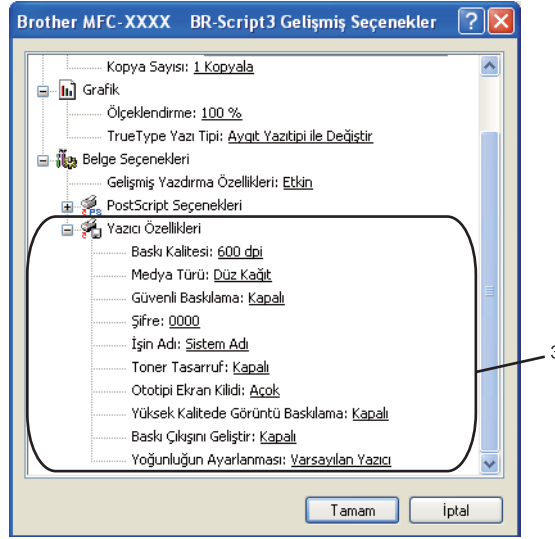 Brother MFC-XXXX BR-Script3 Gelişmiş Seçenekler
Kopya Sayısı: 1 Kopyala
Grafik
Ölçeklendirme: 100 %
TrueType Yazı Tipi: Aygıt Yazıtipi ile Değiştir
Belge Seçenekleri
Gelişmiş Yazdırma Özellikleri: Etkin
PostScript Seçenekleri
Yazıcı Özellikleri
Baskı Kalitesi: 600 dpi
Medya Türü: Düz Kağıt
Güvenli Baskılama: Kapalı
Şifre: 0000
İşin Adı: Sistem Adı
Toner Tasarruf: Kapalı
Ototipi Ekran Kilidi: Açok
Yüksek Kalitede Görüntü Baskılama: Kapalı
Baskı Çıkışını Geliştir: Kapalı
Yoğunluğun Ayarlanması: Varsayılan Yazıcı
3
Tamam İptal